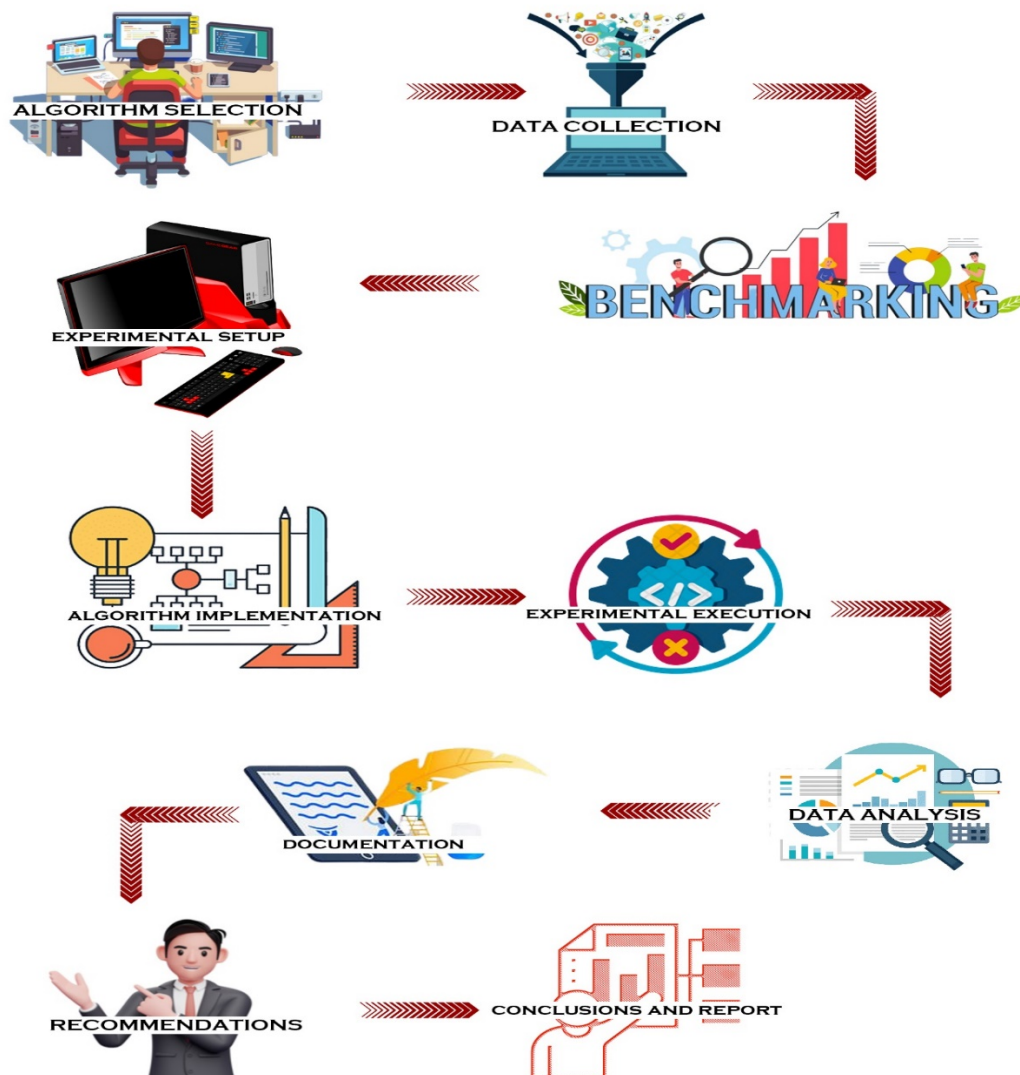 ALGORITHM SELECTION
DATA COLLECTION
BENCHMARKING
EXPERIMENTAL SETUP
ALGORITHM IMPLEMENTATION
EXPERIMENTAL EXECUTION
DATA ANALYSIS
DOCUMENTATION
RECOMMENDATIONS
CONCLUSIONS AND REPORT